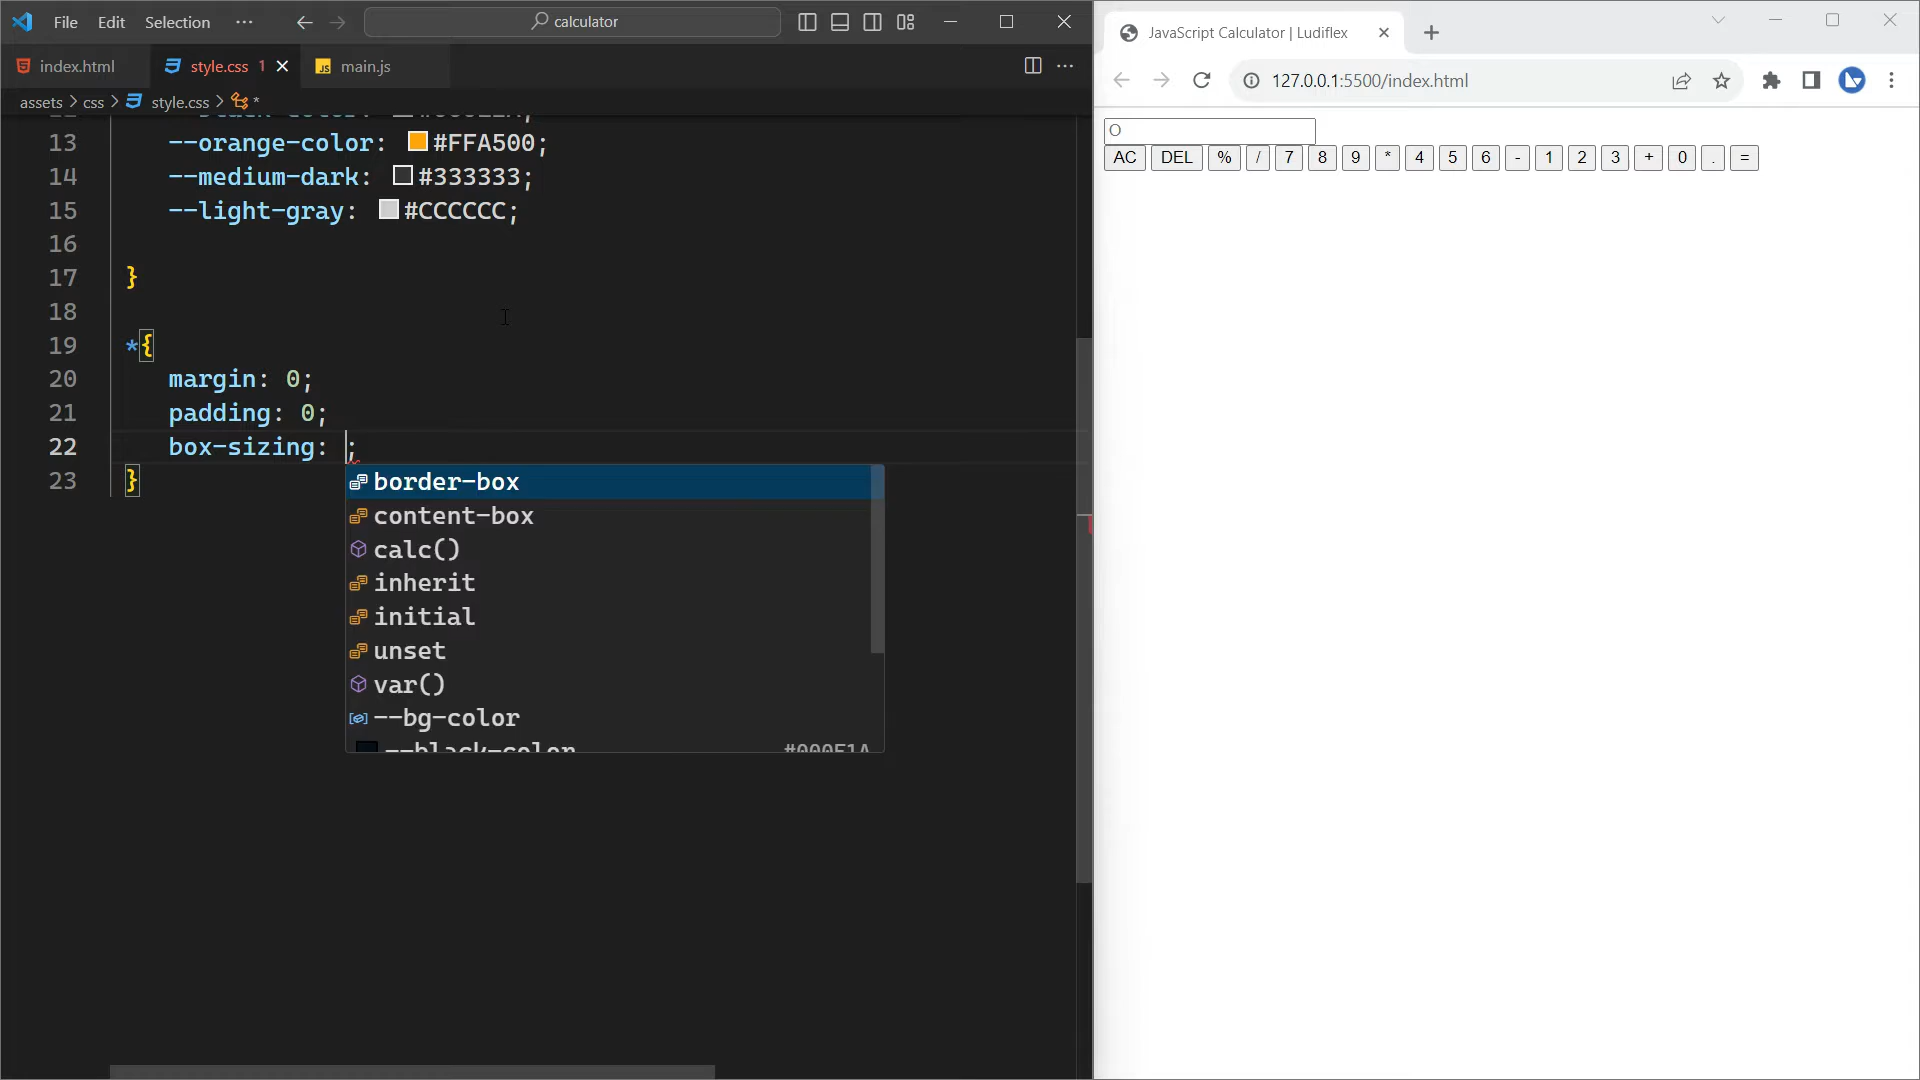 File Edit Selection ··· calculator
index.html style.css 1 main.js
assets > css > style.css > *
13 --orange-color: #FFA500;
14 --medium-dark: #333333;
15 --light-gray: #CCCCCC;
16
17 }
18
19 *{
20 margin: 0;
21 padding: 0;
22 box-sizing: ;
23 }
border-box
content-box
calc()
inherit
initial
unset
var()
--bg-color
--black-color #000E1A
JavaScript Calculator | Ludiflex
127.0.0.1:5500/index.html
0
AC DEL % / 7 8 9 * 4 5 6 - 1 2 3 + 0 . =